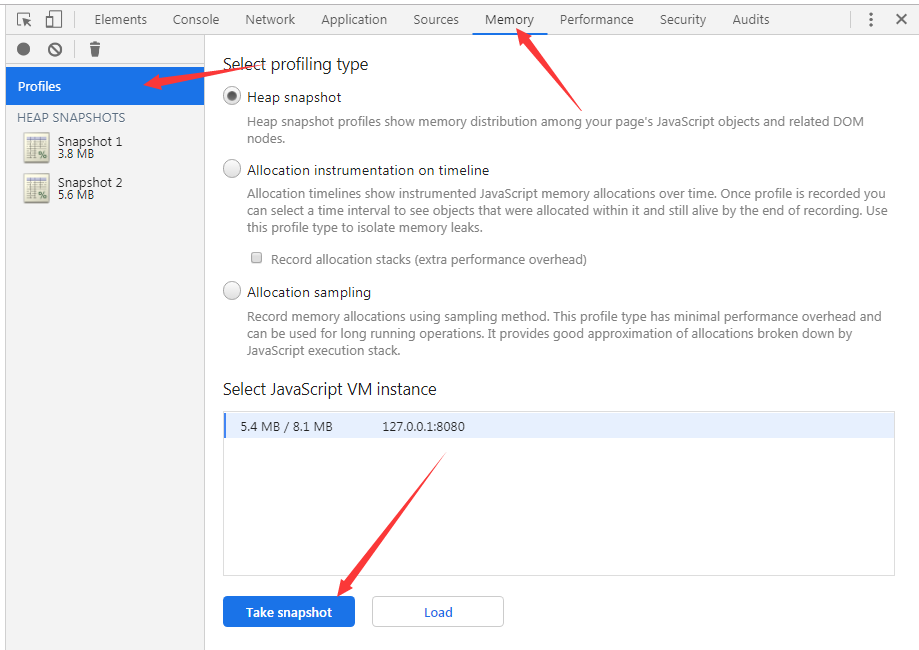 Elements Console Network Application Sources Memory Performance Security Audits
Profiles
HEAP SNAPSHOTS
Snapshot 1
3.8 MB
Snapshot 2
5.6 MB
Select profiling type
Heap snapshot
Heap snapshot profiles show memory distribution among your page's JavaScript objects and related DOM
nodes.
Allocation instrumentation on timeline
Allocation timelines show instrumented JavaScript memory allocations over time. Once profile is recorded you
can select a time interval to see objects that were allocated within it and still alive by the end of recording. Use
this profile type to isolate memory leaks.
Record allocation stacks (extra performance overhead)
Allocation sampling
Record memory allocations using sampling method. This profile type has minimal performance overhead and
can be used for long running operations. It provides good approximation of allocations broken down by
JavaScript execution stack.
Select JavaScript VM instance
5.4 MB / 8.1 MB 127.0.0.1:8080
Take snapshot Load